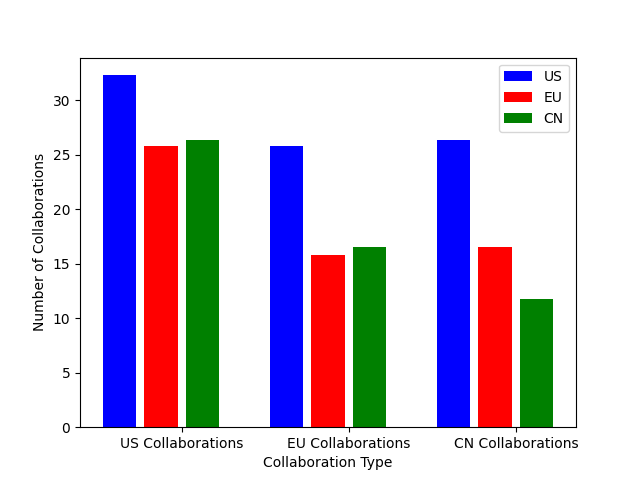 US
EU
CN
30
25
20
15
10
5
0
Number of Collaborations
US Collaborations EU Collaborations CN Collaborations
Collaboration Type